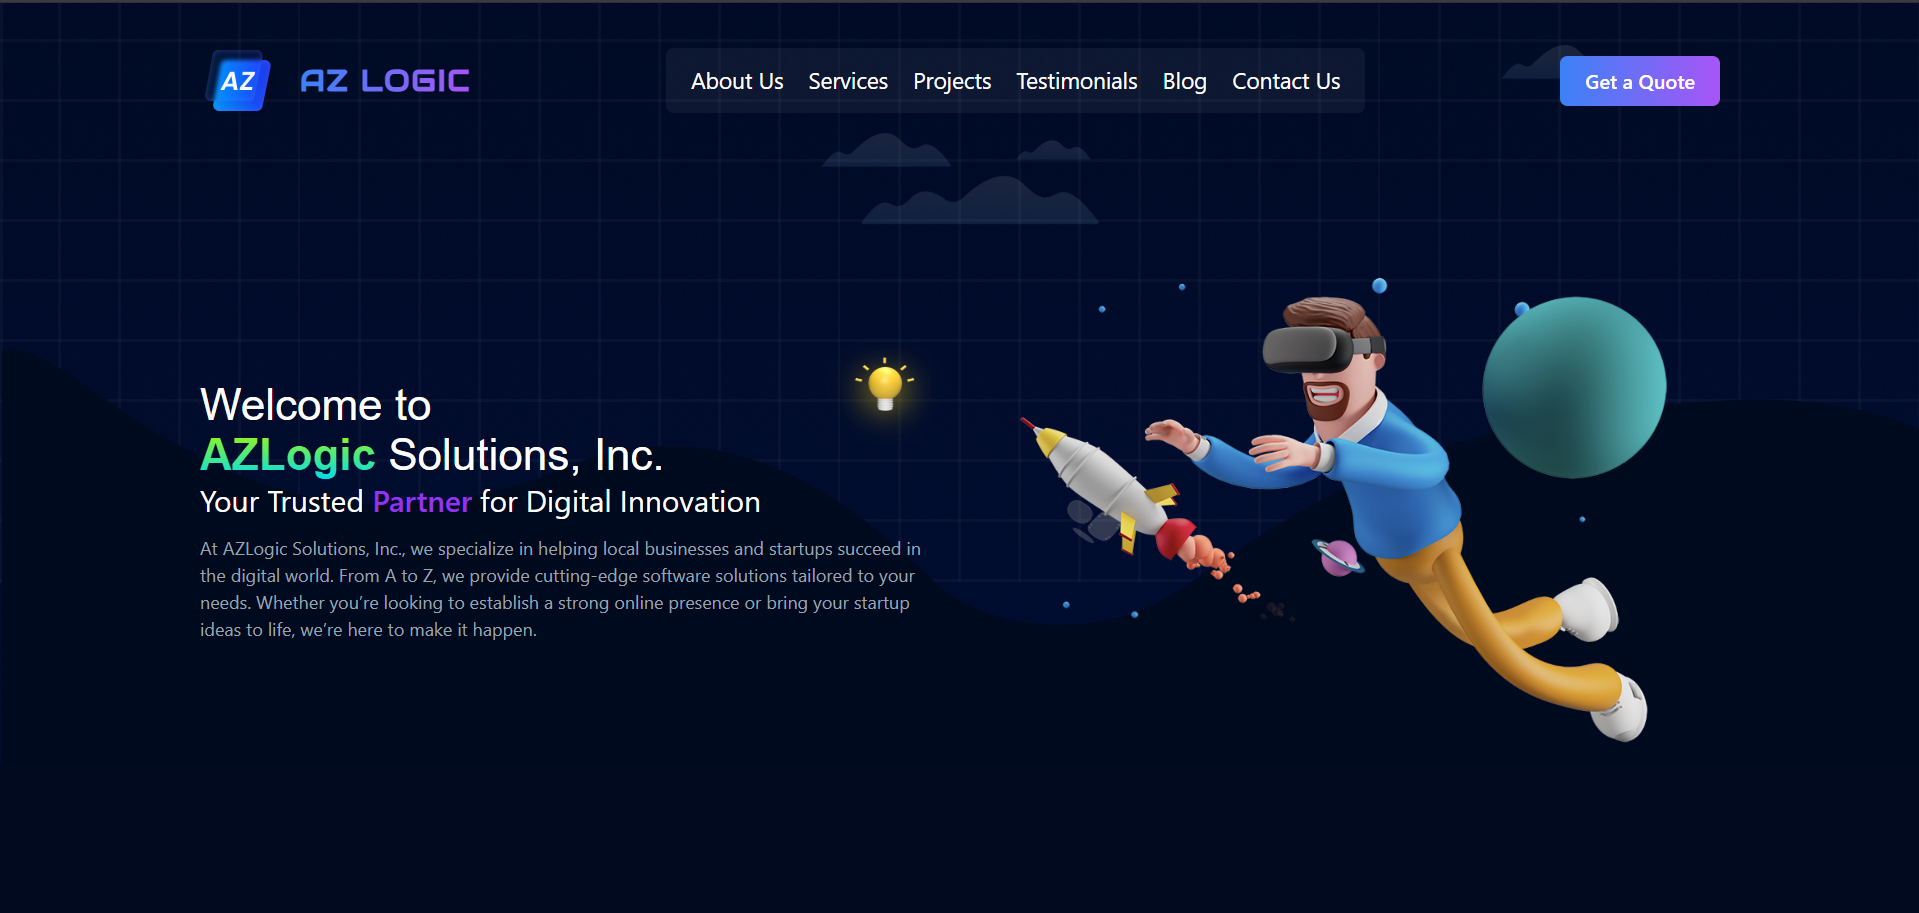 AZ
AZ LOGIC
About Us Services Projects Testimonials Blog Contact Us
Get a Quote
Welcome to
AZLogic Solutions, Inc.
Your Trusted Partner for Digital Innovation
At AZLogic Solutions, Inc., we specialize in helping local businesses and startups succeed in
the digital world. From A to Z, we provide cutting-edge software solutions tailored to your
needs. Whether you’re looking to establish a strong online presence or bring your startup
ideas to life, we’re here to make it happen.